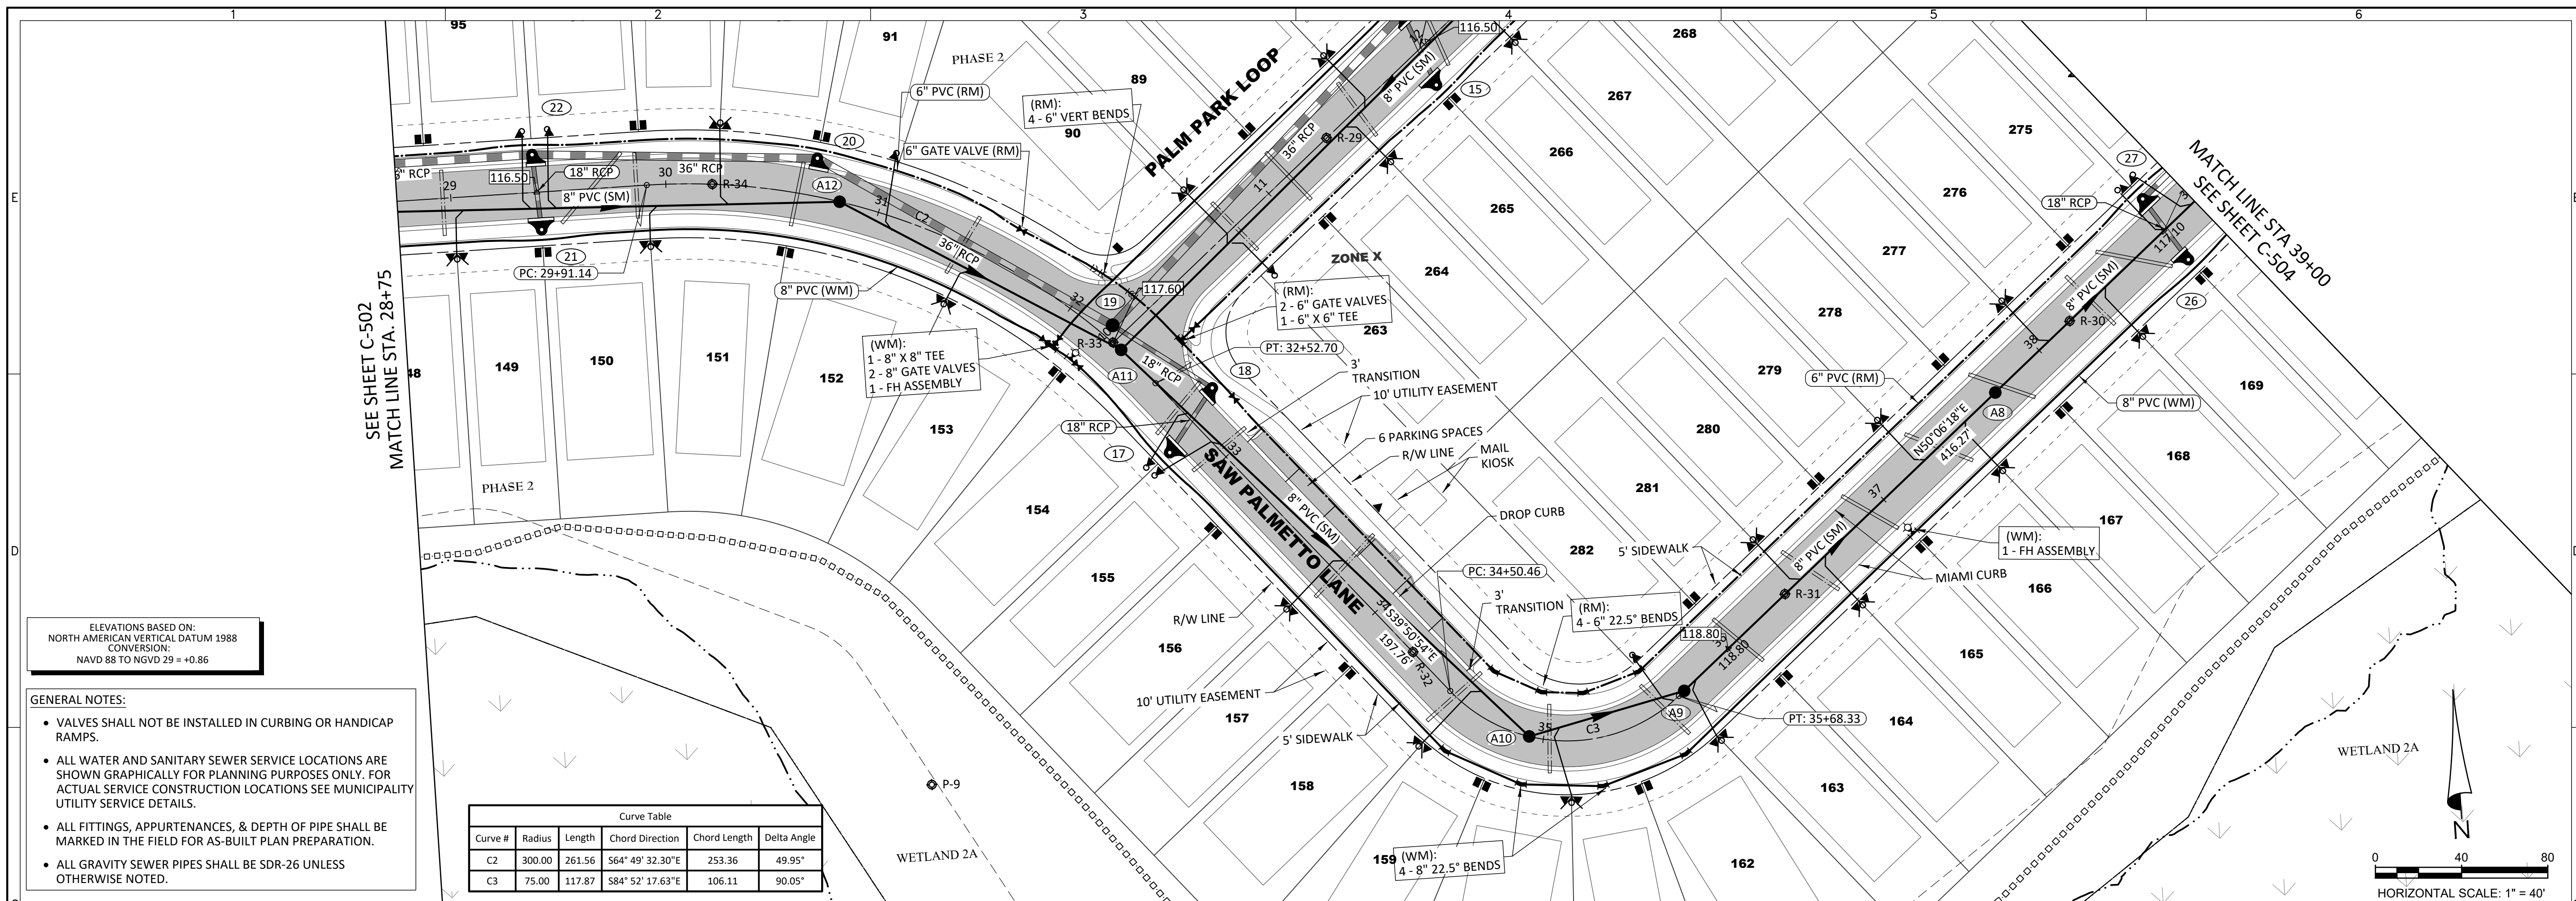 1
2
3
4
5
6
E
D
95
91
PHASE 2
89
90
PALM PARK LOOP
268
267
266
265
264
263
ZONE X
275
276
277
278
279
280
281
282
22
20
21
15
19
18
17
27
26
6" PVC (RM)
(RM):
4 - 6" VERT BENDS
6" GATE VALVE (RM)
116.50
12
8" PVC (SM)
36" RCP
R-29
11
36" RCP
29
116.50
18" RCP
30
R-34
8" PVC (SM)
A12
31
C2
36" RCP
32
PC: 29+91.14
8" PVC (WM)
SEE SHEET C-502
MATCH LINE STA. 28+75
(WM):
1 - 8" X 8" TEE
2 - 8" GATE VALVES
1 - FH ASSEMBLY
R-33
A11
117.60
(RM):
2 - 6" GATE VALVES
1 - 6" X 6" TEE
PT: 32+52.70
18" RCP
3'
TRANSITION
10' UTILITY EASEMENT
6 PARKING SPACES
R/W LINE
MAIL
KIOSK
18" RCP
33
SAW PALMETTO LANE
8" PVC (SM)
DROP CURB
PC: 34+50.46
3'
TRANSITION
34
S39°50'54"E
197.76'
R-32
(RM):
4 - 6" 22.5° BENDS
118.80
118.80
5' SIDEWALK
R-31
8" PVC (SM)
A9
PT: 35+68.33
A10
35
C3
R/W LINE
10' UTILITY EASEMENT
5' SIDEWALK
(WM):
4 - 8" 22.5° BENDS
6" PVC (RM)
N50°06'18"E
416.27'
A8
37
38
R-30
8" PVC (SM)
18" RCP
117.10
MATCH LINE STA 39+00
SEE SHEET C-504
8" PVC (WM)
(WM):
1 - FH ASSEMBLY
MIAMI CURB
149
150
151
152
153
154
155
156
157
158
159
162
163
164
165
166
167
168
169
PHASE 2
P-9
WETLAND 2A
WETLAND 2A
ELEVATIONS BASED ON:
NORTH AMERICAN VERTICAL DATUM 1988
CONVERSION:
NAVD 88 TO NGVD 29 = +0.86
GENERAL NOTES:
• VALVES SHALL NOT BE INSTALLED IN CURBING OR HANDICAP
RAMPS.
• ALL WATER AND SANITARY SEWER SERVICE LOCATIONS ARE
SHOWN GRAPHICALLY FOR PLANNING PURPOSES ONLY. FOR
ACTUAL SERVICE CONSTRUCTION LOCATIONS SEE MUNICIPALITY
UTILITY SERVICE DETAILS.
• ALL FITTINGS, APPURTENANCES, & DEPTH OF PIPE SHALL BE
MARKED IN THE FIELD FOR AS-BUILT PLAN PREPARATION.
• ALL GRAVITY SEWER PIPES SHALL BE SDR-26 UNLESS
OTHERWISE NOTED.
Curve Table
Curve # Radius Length Chord Direction Chord Length Delta Angle
C2 300.00 261.56 S64° 49' 32.30"E 253.36 49.95°
C3 75.00 117.87 S84° 52' 17.63"E 106.11 90.05°
N
0 40 80
HORIZONTAL SCALE: 1" = 40'